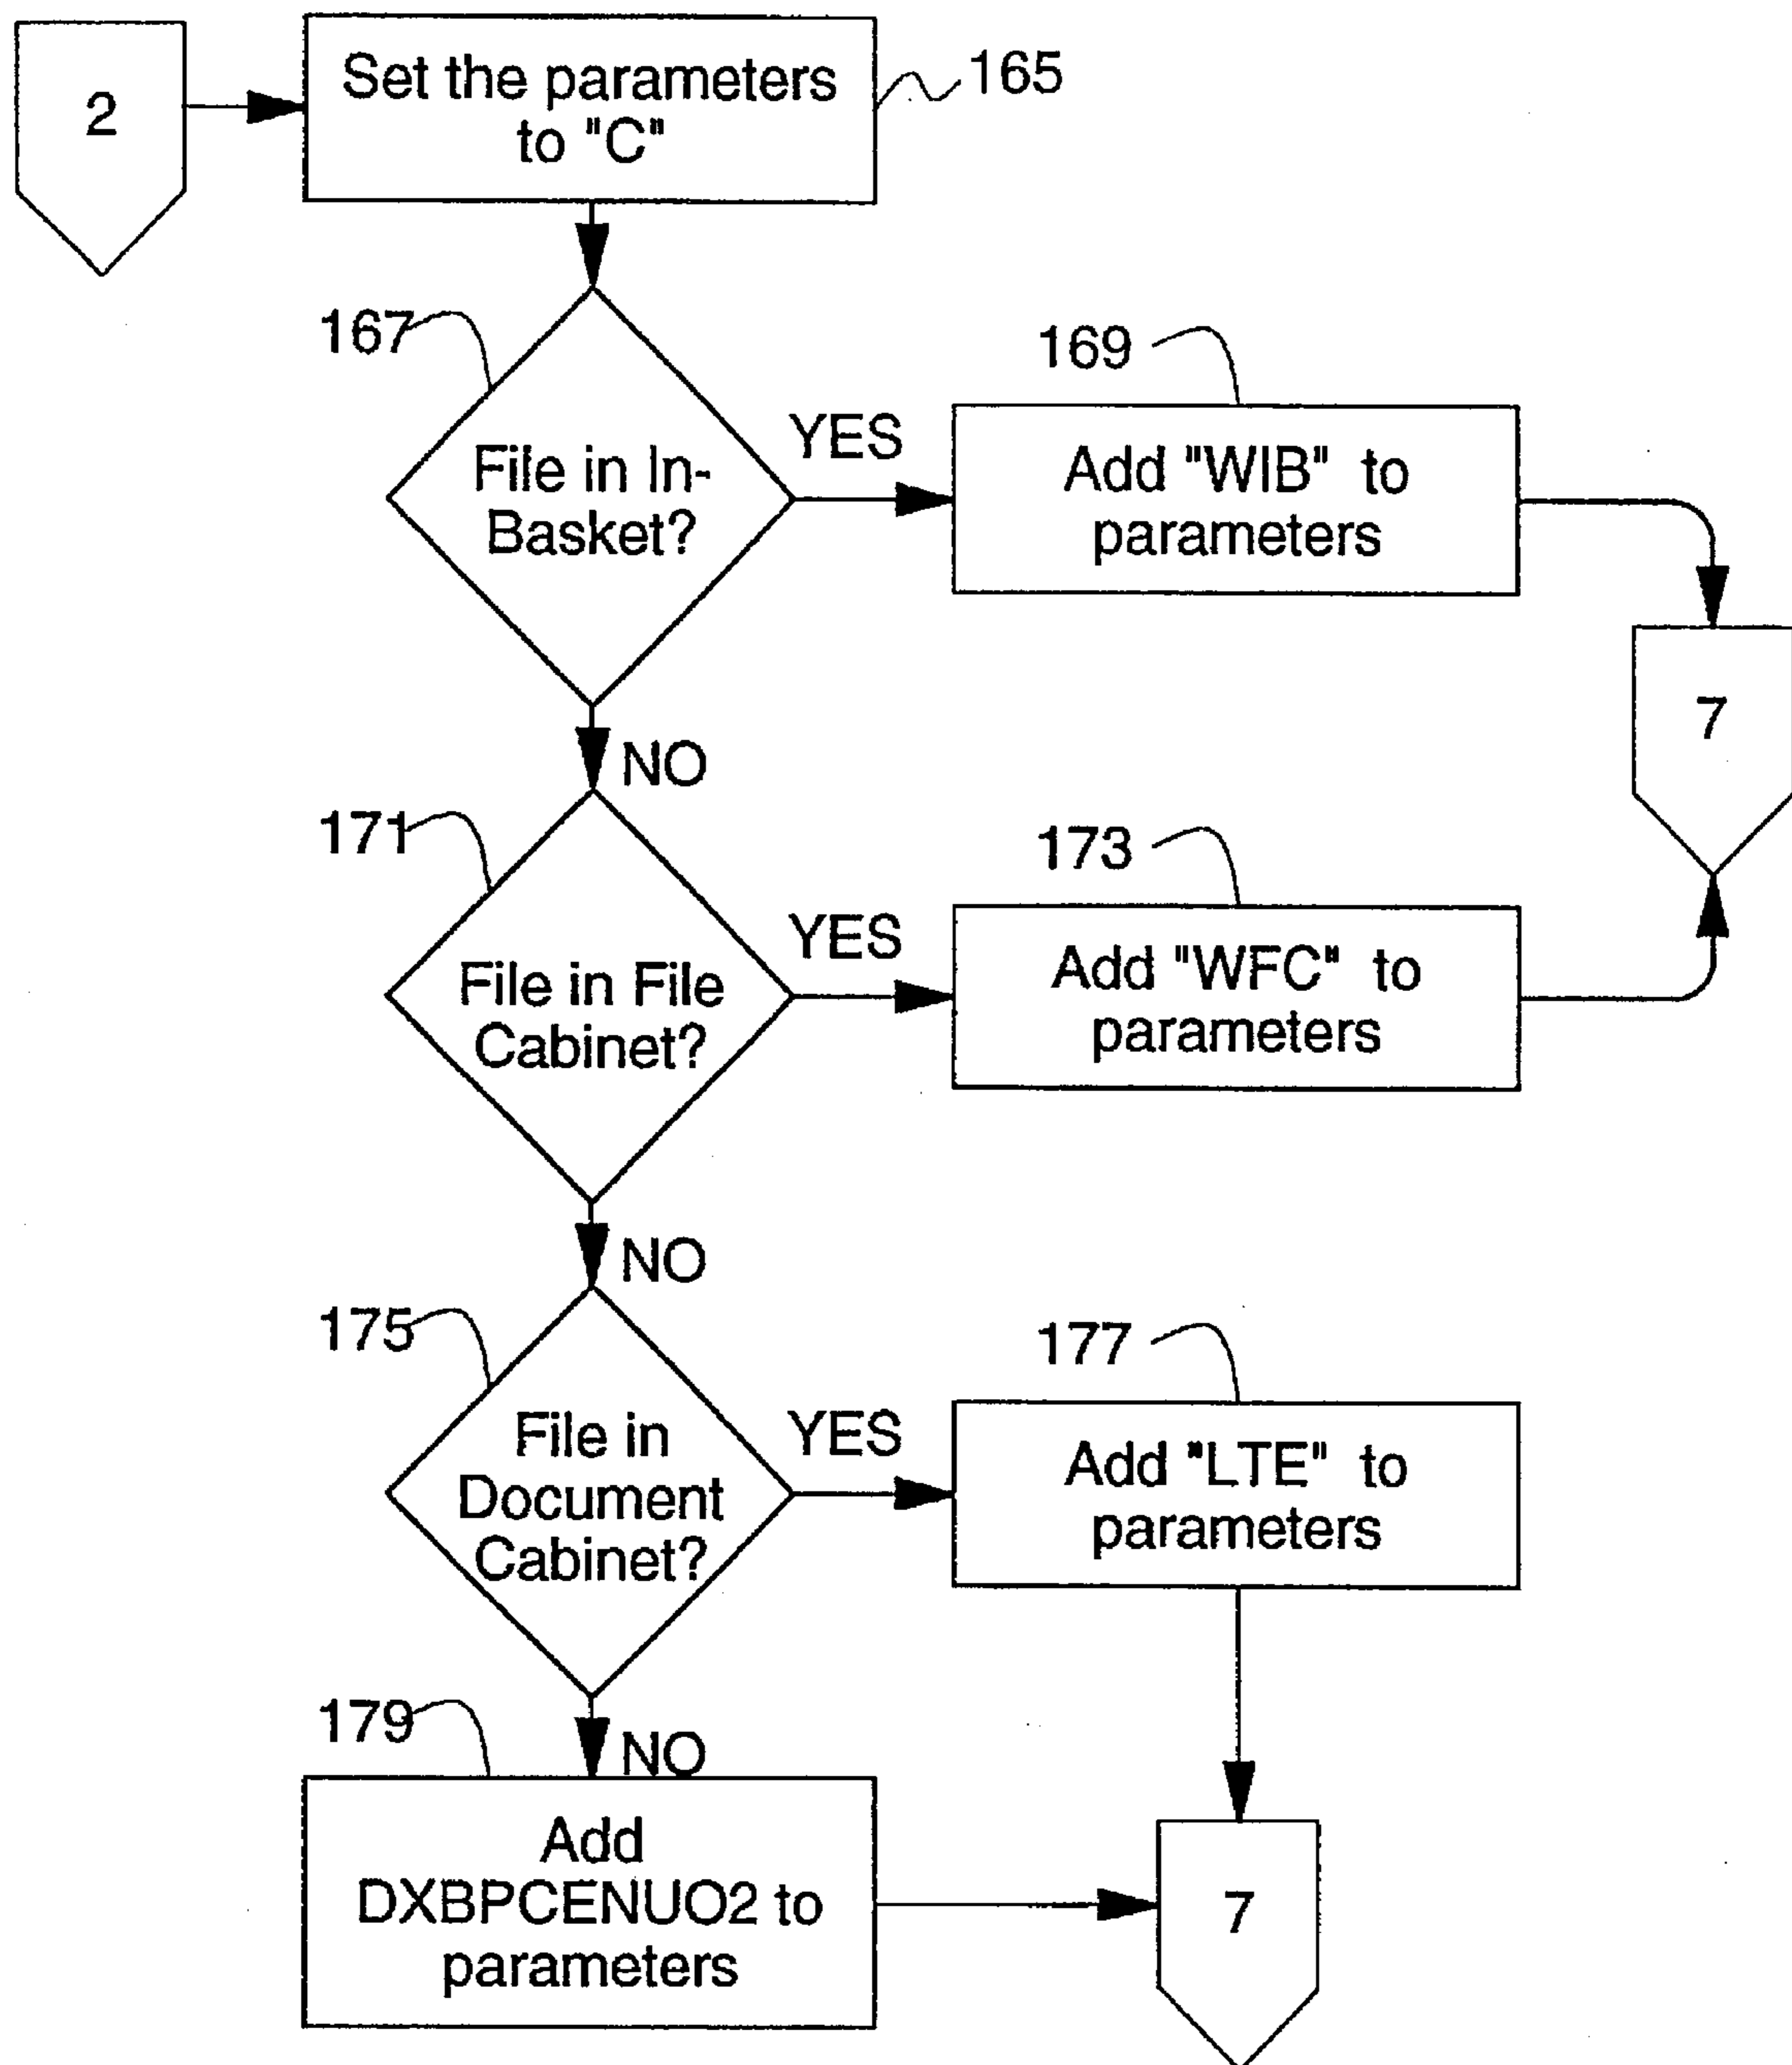 2
Set the parameters
to "C"
165
167
File in In-
Basket?
YES
169
Add "WIB" to
parameters
7
NO
171
File in File
Cabinet?
YES
173
Add "WFC" to
parameters
NO
175
File in
Document
Cabinet?
YES
177
Add "LTE" to
parameters
NO
179
Add
DXBPCENUO2 to
parameters
7